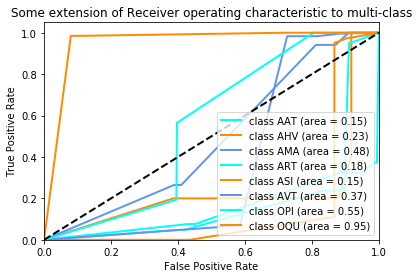 Some extension of Receiver operating characteristic to multi-class
True Positive Rate
1.0
0.8
0.6
0.4
0.2
0.0
class AAT (area = 0.15)
class AHV (area = 0.23)
class AMA (area = 0.48)
class ART (area = 0.18)
class ASI (area = 0.15)
class AVT (area = 0.37)
class OPI (area = 0.55)
class OQU (area = 0.95)
0.0 0.2 0.4 0.6 0.8 1.0
False Positive Rate